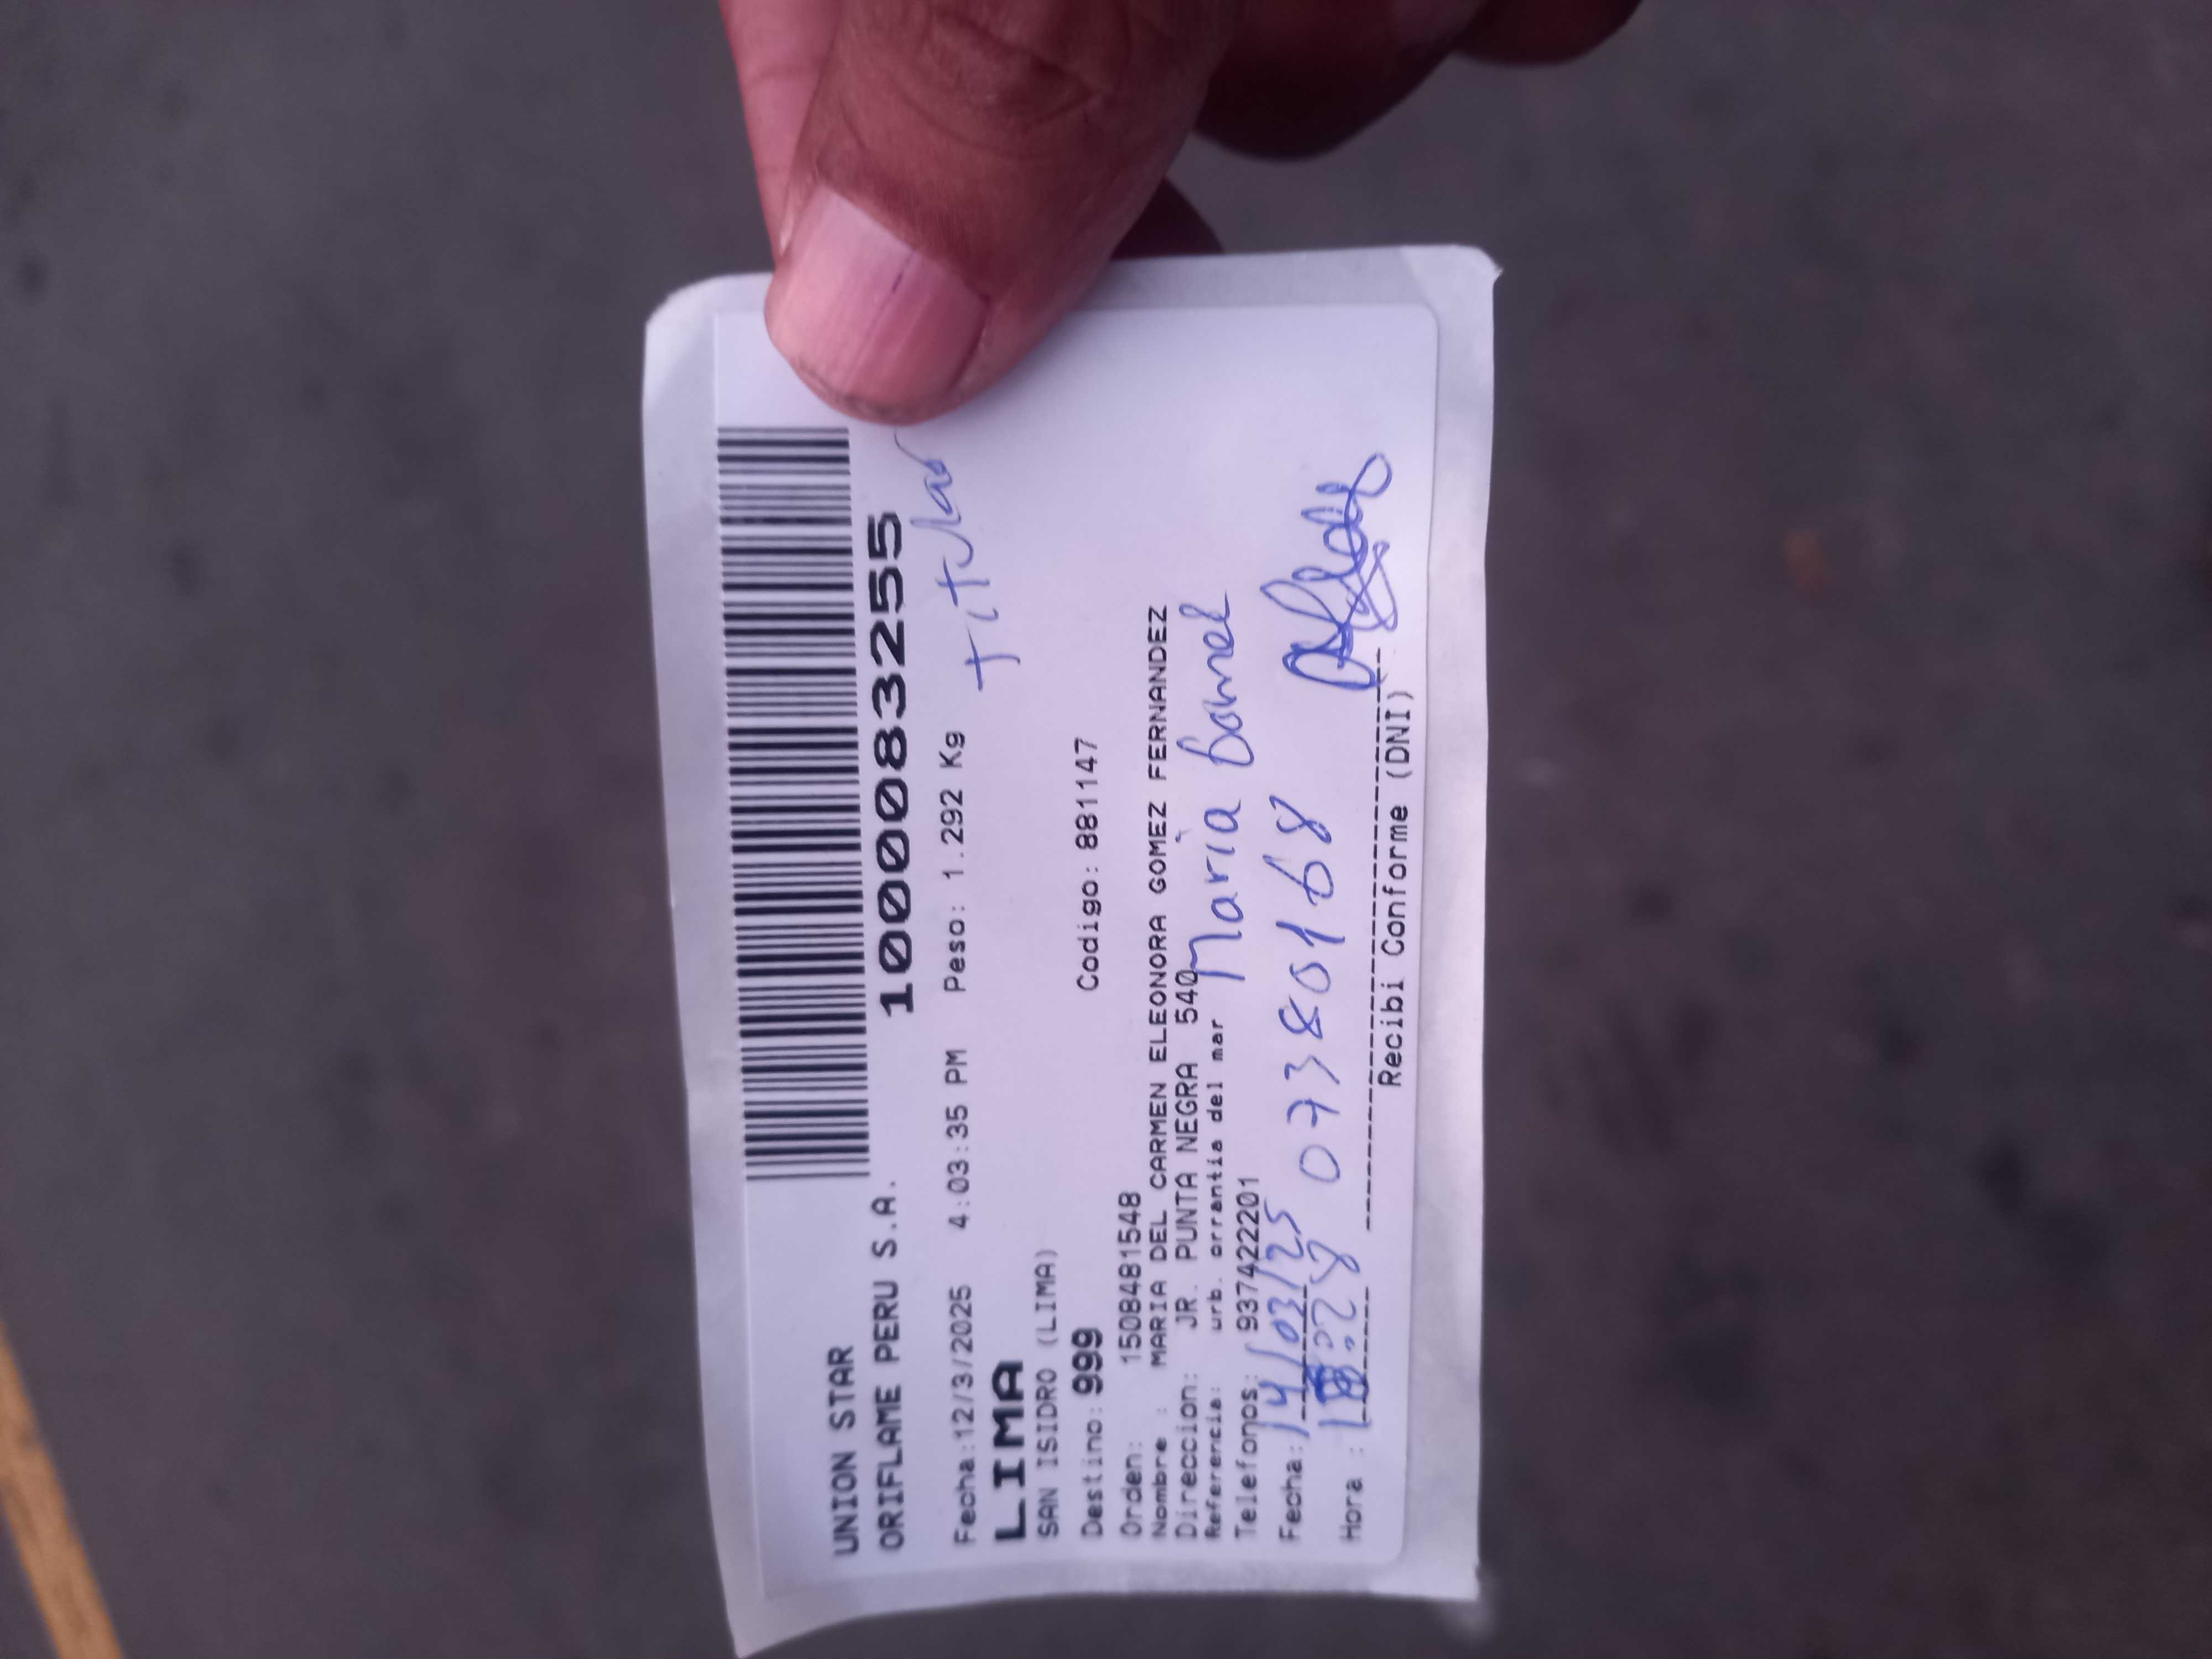 UNION STAR
ORIFLAME PERU S.A.
1000083255
Fecha:12/3/2025 4:03:35 PM Peso: 1.292 Kg
Titular
LIMA
SAN ISIDRO (LIMA)
Destino: 999 Codigo: 881147
Orden: 1508481548
Nombre : MARIA DEL CARMEN ELEONORA GOMEZ FERNANDEZ
Direccion: JR. PUNTA NEGRA 540
Referencia: urb. orrantia del mar
Maria
Telefonos: 937422201
Fecha: 14/03/25
07380168
Hora :
Recibi Conforme (DNI)